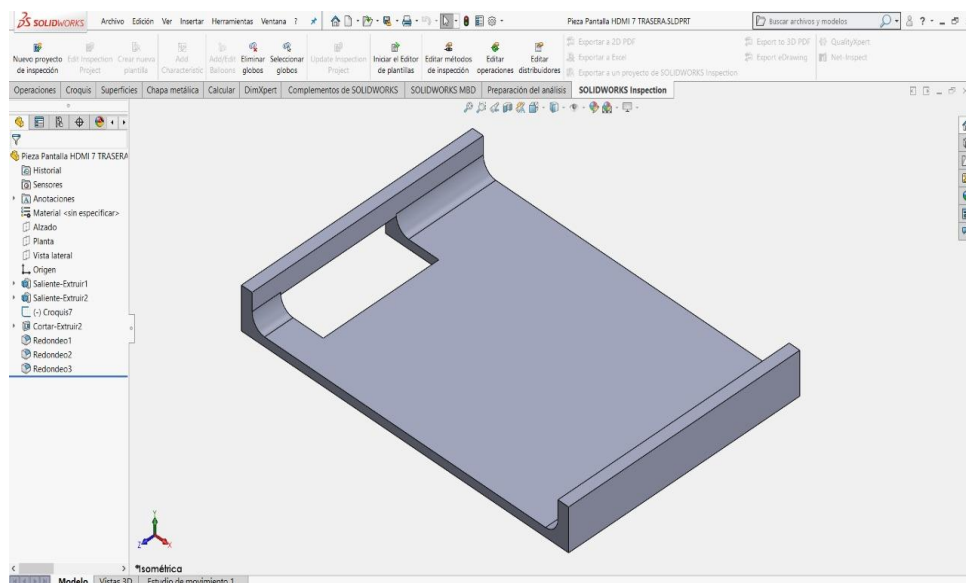 SOLIDWORKS Archivo Edición Ver Insertar Herramientas Ventana ? Pieza Pantalla HDMI 7 TRASERA.SLDPRT Buscar archivos y modelos ?
Nuevo proyecto de inspección
Edit Inspection Project
Crear nueva plantilla
Add Characteristic
Add/Edit Balloons
Eliminar globos
Seleccionar globos
Update Inspection Project
Iniciar el Editor de plantillas
Editar métodos de inspección
Editar operaciones
Editar distribuidores
Exportar a 2D PDF
Exportar a Excel
Exportar a un proyecto de SOLIDWORKS Inspection
Export to 3D PDF
Export eDrawing
QualityXpert
Net-Inspect
Operaciones Croquis Superficies Chapa metálica Calcular DimXpert Complementos de SOLIDWORKS SOLIDWORKS MBD Preparación del análisis SOLIDWORKS Inspection
Pieza Pantalla HDMI 7 TRASERA
Historial
Sensores
Anotaciones
Material <sin especificar>
Alzado
Planta
Vista lateral
Origen
Saliente-Extruir1
Saliente-Extruir2
(-) Croquis7
Cortar-Extruir2
Redondeo1
Redondeo2
Redondeo3
Y
Z X
*Isométrica
Modelo Vistas 3D Estudio de movimiento 1